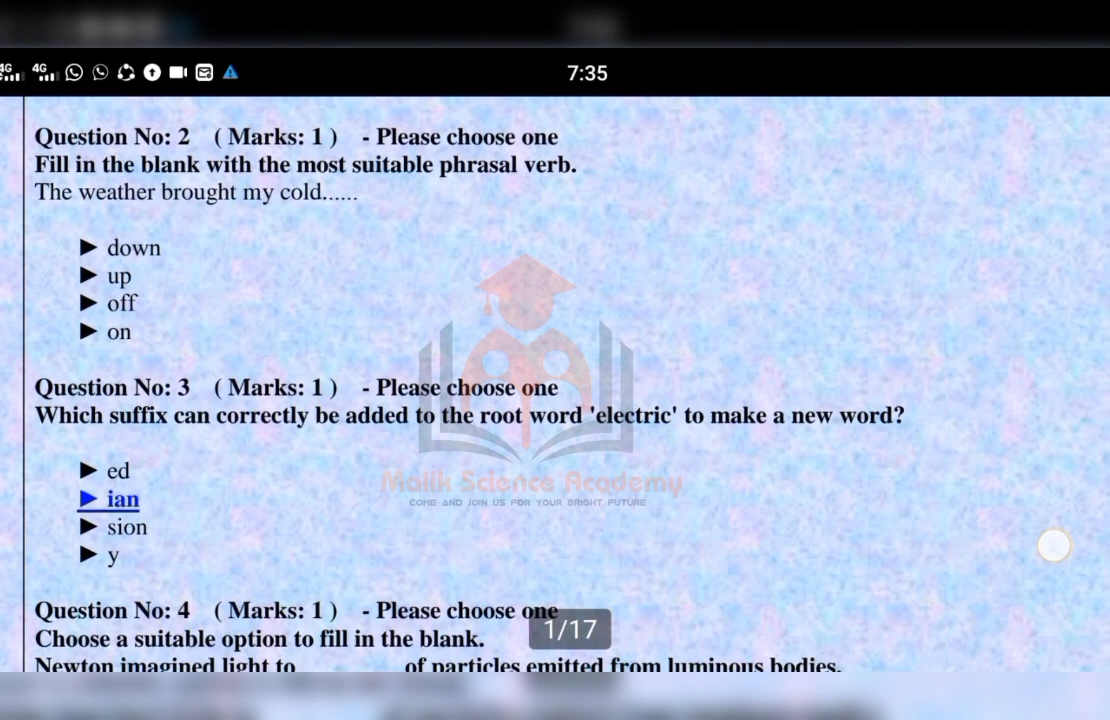 4G 4G 7:35
Question No: 2 ( Marks: 1 ) - Please choose one
Fill in the blank with the most suitable phrasal verb.
The weather brought my cold......
► down
► up
► off
► on
Question No: 3 ( Marks: 1 ) - Please choose one
Which suffix can correctly be added to the root word 'electric' to make a new word?
► ed
► ian
► sion
► y
Malik Science Academy
COME AND JOIN US FOR YOUR BRIGHT FUTURE
Question No: 4 ( Marks: 1 ) - Please choose one
1/17
Choose a suitable option to fill in the blank.
Newton imagined light to ________ of particles emitted from luminous bodies.